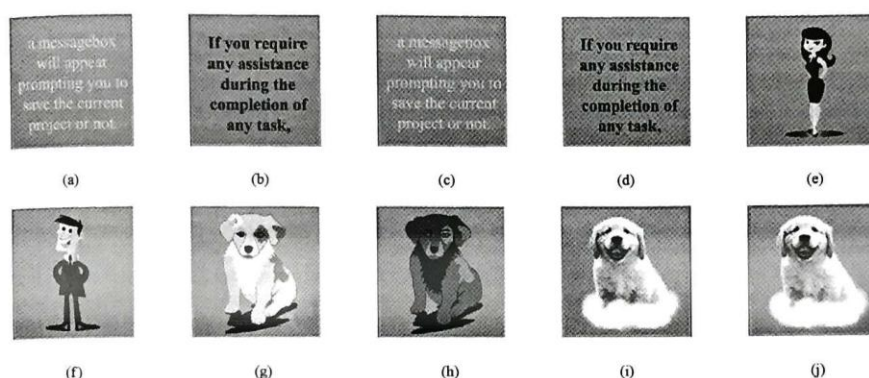 a messagebox
will appear
prompting you to
save the current
project or not.
If you require
any assistance
during the
completion of
any task,
a messagebox
will appear
prompting you to
save the current
project or not.
If you require
any assistance
during the
completion of
any task,
(a)
(b)
(c)
(d)
(e)
(f)
(g)
(h)
(i)
(j)